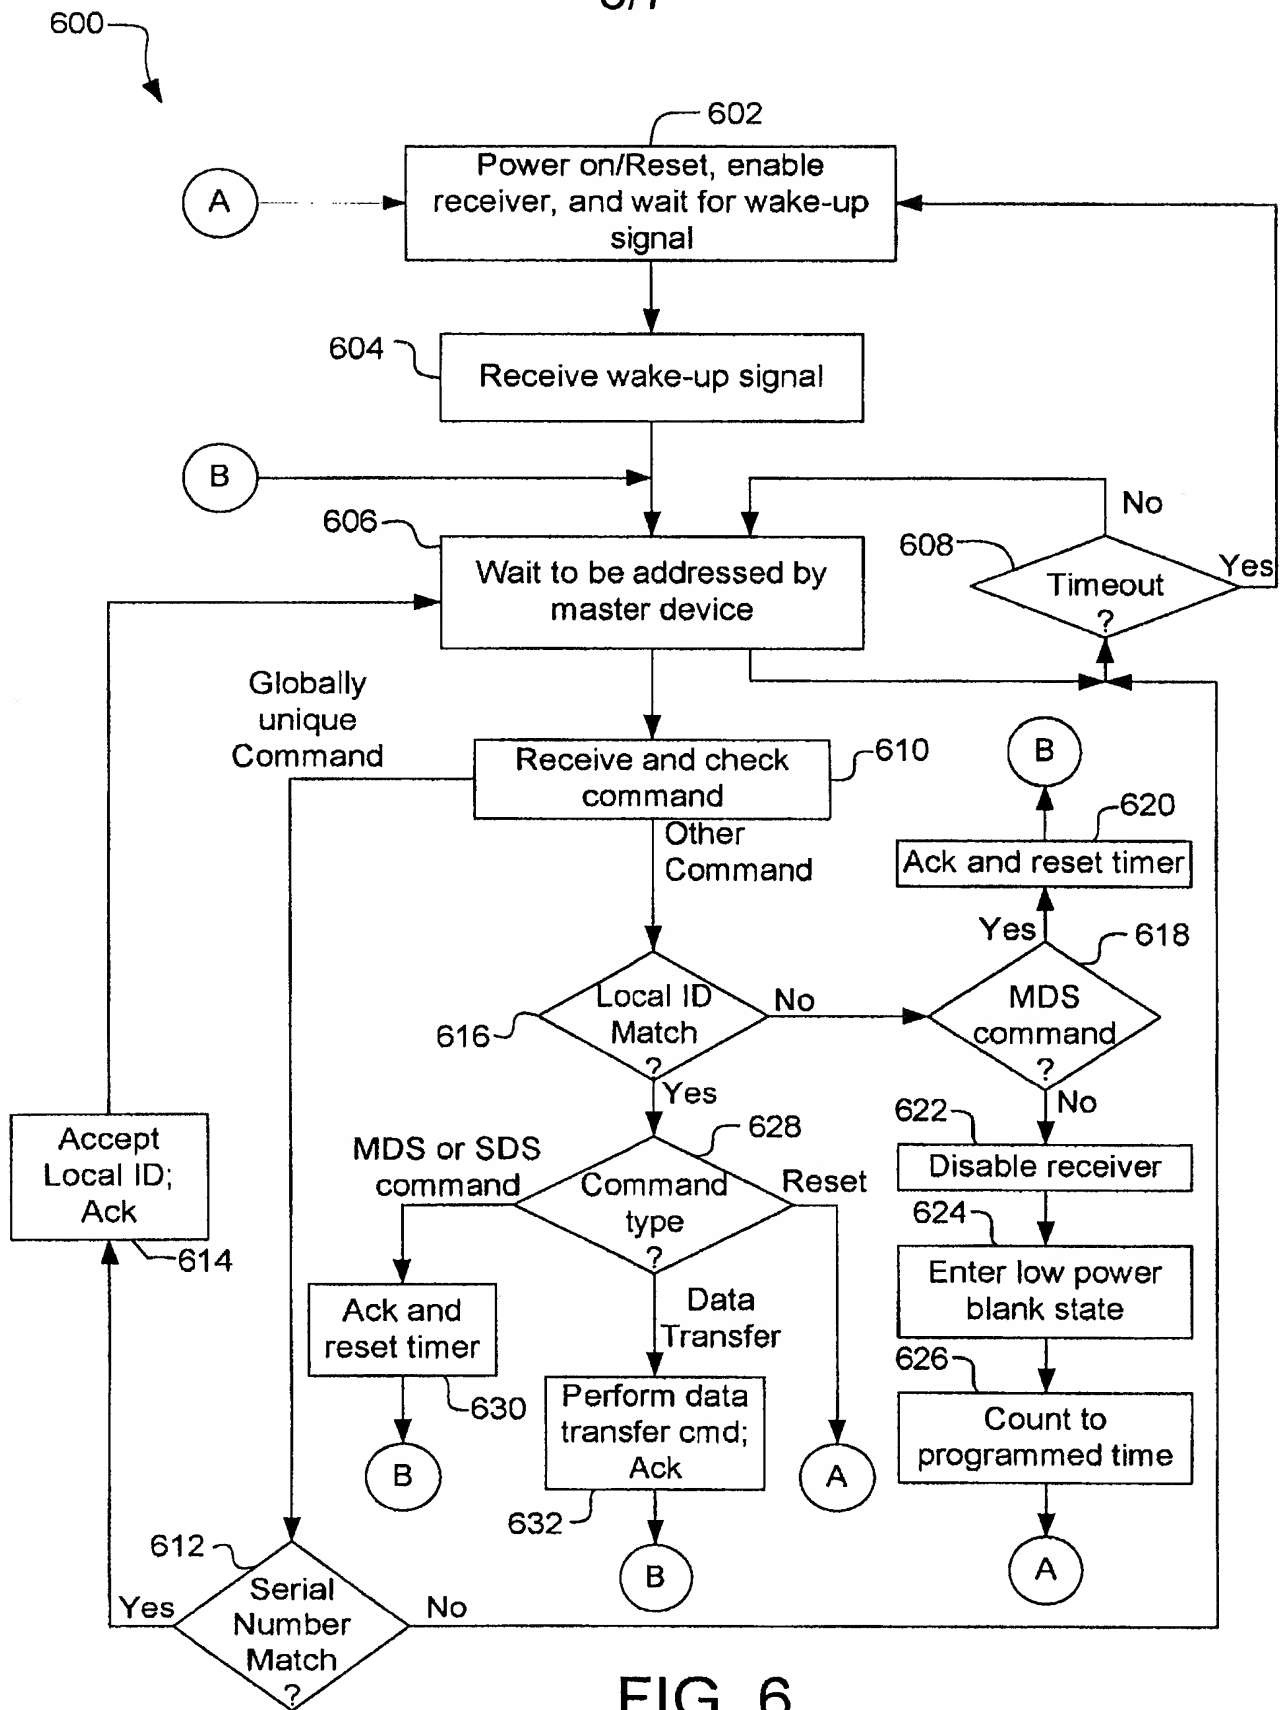 600
602
Power on/Reset, enable
receiver, and wait for wake-up
signal
A
604
Receive wake-up signal
B
606
Wait to be addressed by
master device
No
608
Timeout
?
Yes
Globally
unique
Command
Receive and check
command
610
Other
Command
B
620
Ack and reset timer
Yes
618
MDS
command
?
No
Local ID
Match
?
616
No
Yes
628
MDS or SDS
command
Command
type
?
Reset
622
Disable receiver
624
Enter low power
blank state
626
Count to
programmed time
A
Accept
Local ID;
Ack
614
Ack and
reset timer
630
B
Data
Transfer
Perform data
transfer cmd;
Ack
632
B
A
612
Serial
Number
Match
?
Yes
No